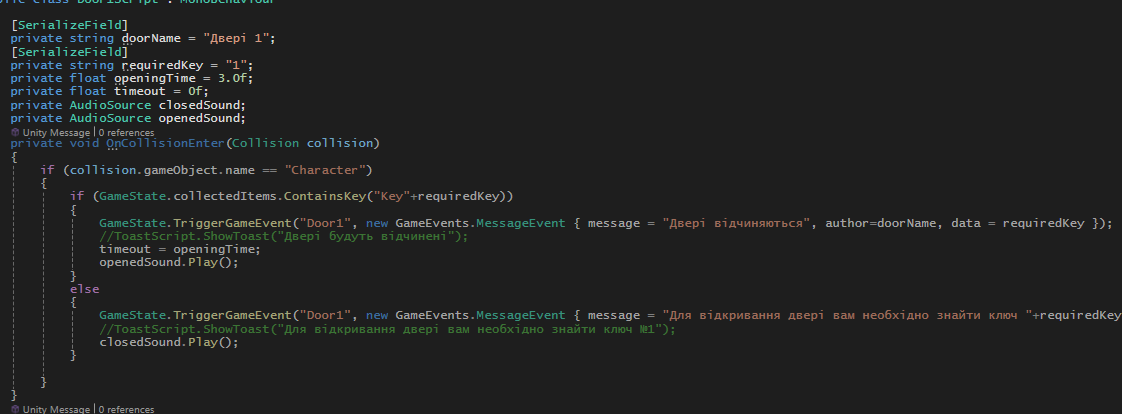 [SerializeField]
private string doorName = "Двері 1";
[SerializeField]
private string requiredKey = "1";
private float openingTime = 3.0f;
private float timeout = 0f;
private AudioSource closedSound;
private AudioSource openedSound;
Unity Message | 0 references
private void OnCollisionEnter(Collision collision)
{
if (collision.gameObject.name == "Character")
{
if (GameState.collectedItems.ContainsKey("Key"+requiredKey))
{
GameState.TriggerGameEvent("Door1", new GameEvents.MessageEvent { message = "Двері відчиняються", author=doorName, data = requiredKey });
//ToastScript.ShowToast("Двері будуть відчинені");
timeout = openingTime;
openedSound.Play();
}
else
{
GameState.TriggerGameEvent("Door1", new GameEvents.MessageEvent { message = "Для відкривання двері вам необхідно знайти ключ "+requiredKey
//ToastScript.ShowToast("Для відкривання двері вам необхідно знайти ключ №1");
closedSound.Play();
}
}
}
Unity Message | 0 references